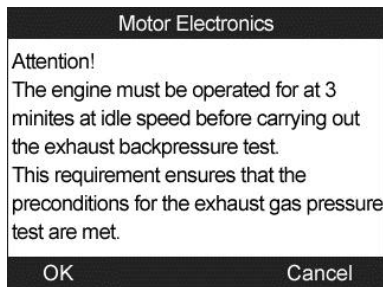 Motor Electronics
Attention!
The engine must be operated for at 3
minites at idle speed before carrying out
the exhaust backpressure test.
This requirement ensures that the
preconditions for the exhaust gas pressure
test are met.
OK Cancel